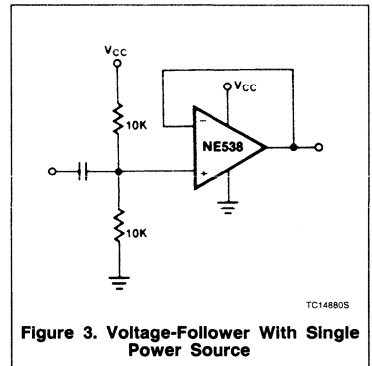 VCC
10K
VCC
−
NE538
+
10K
TC14880S
Figure 3. Voltage-Follower With Single
Power Source